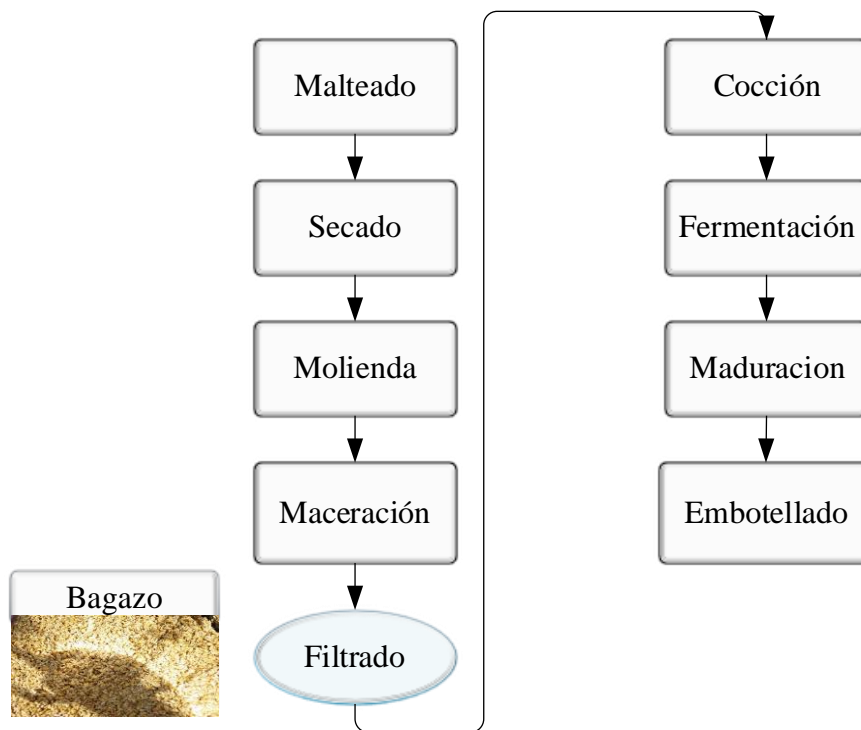 Malteado
Secado
Molienda
Maceración
Bagazo
Filtrado
Cocción
Fermentación
Maduracion
Embotellado